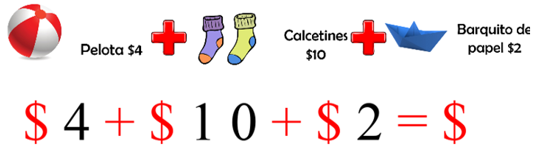 Pelota $4
Calcetines
$10
Barquito de
papel $2
$ 4 + $ 1 0 + $ 2 = $